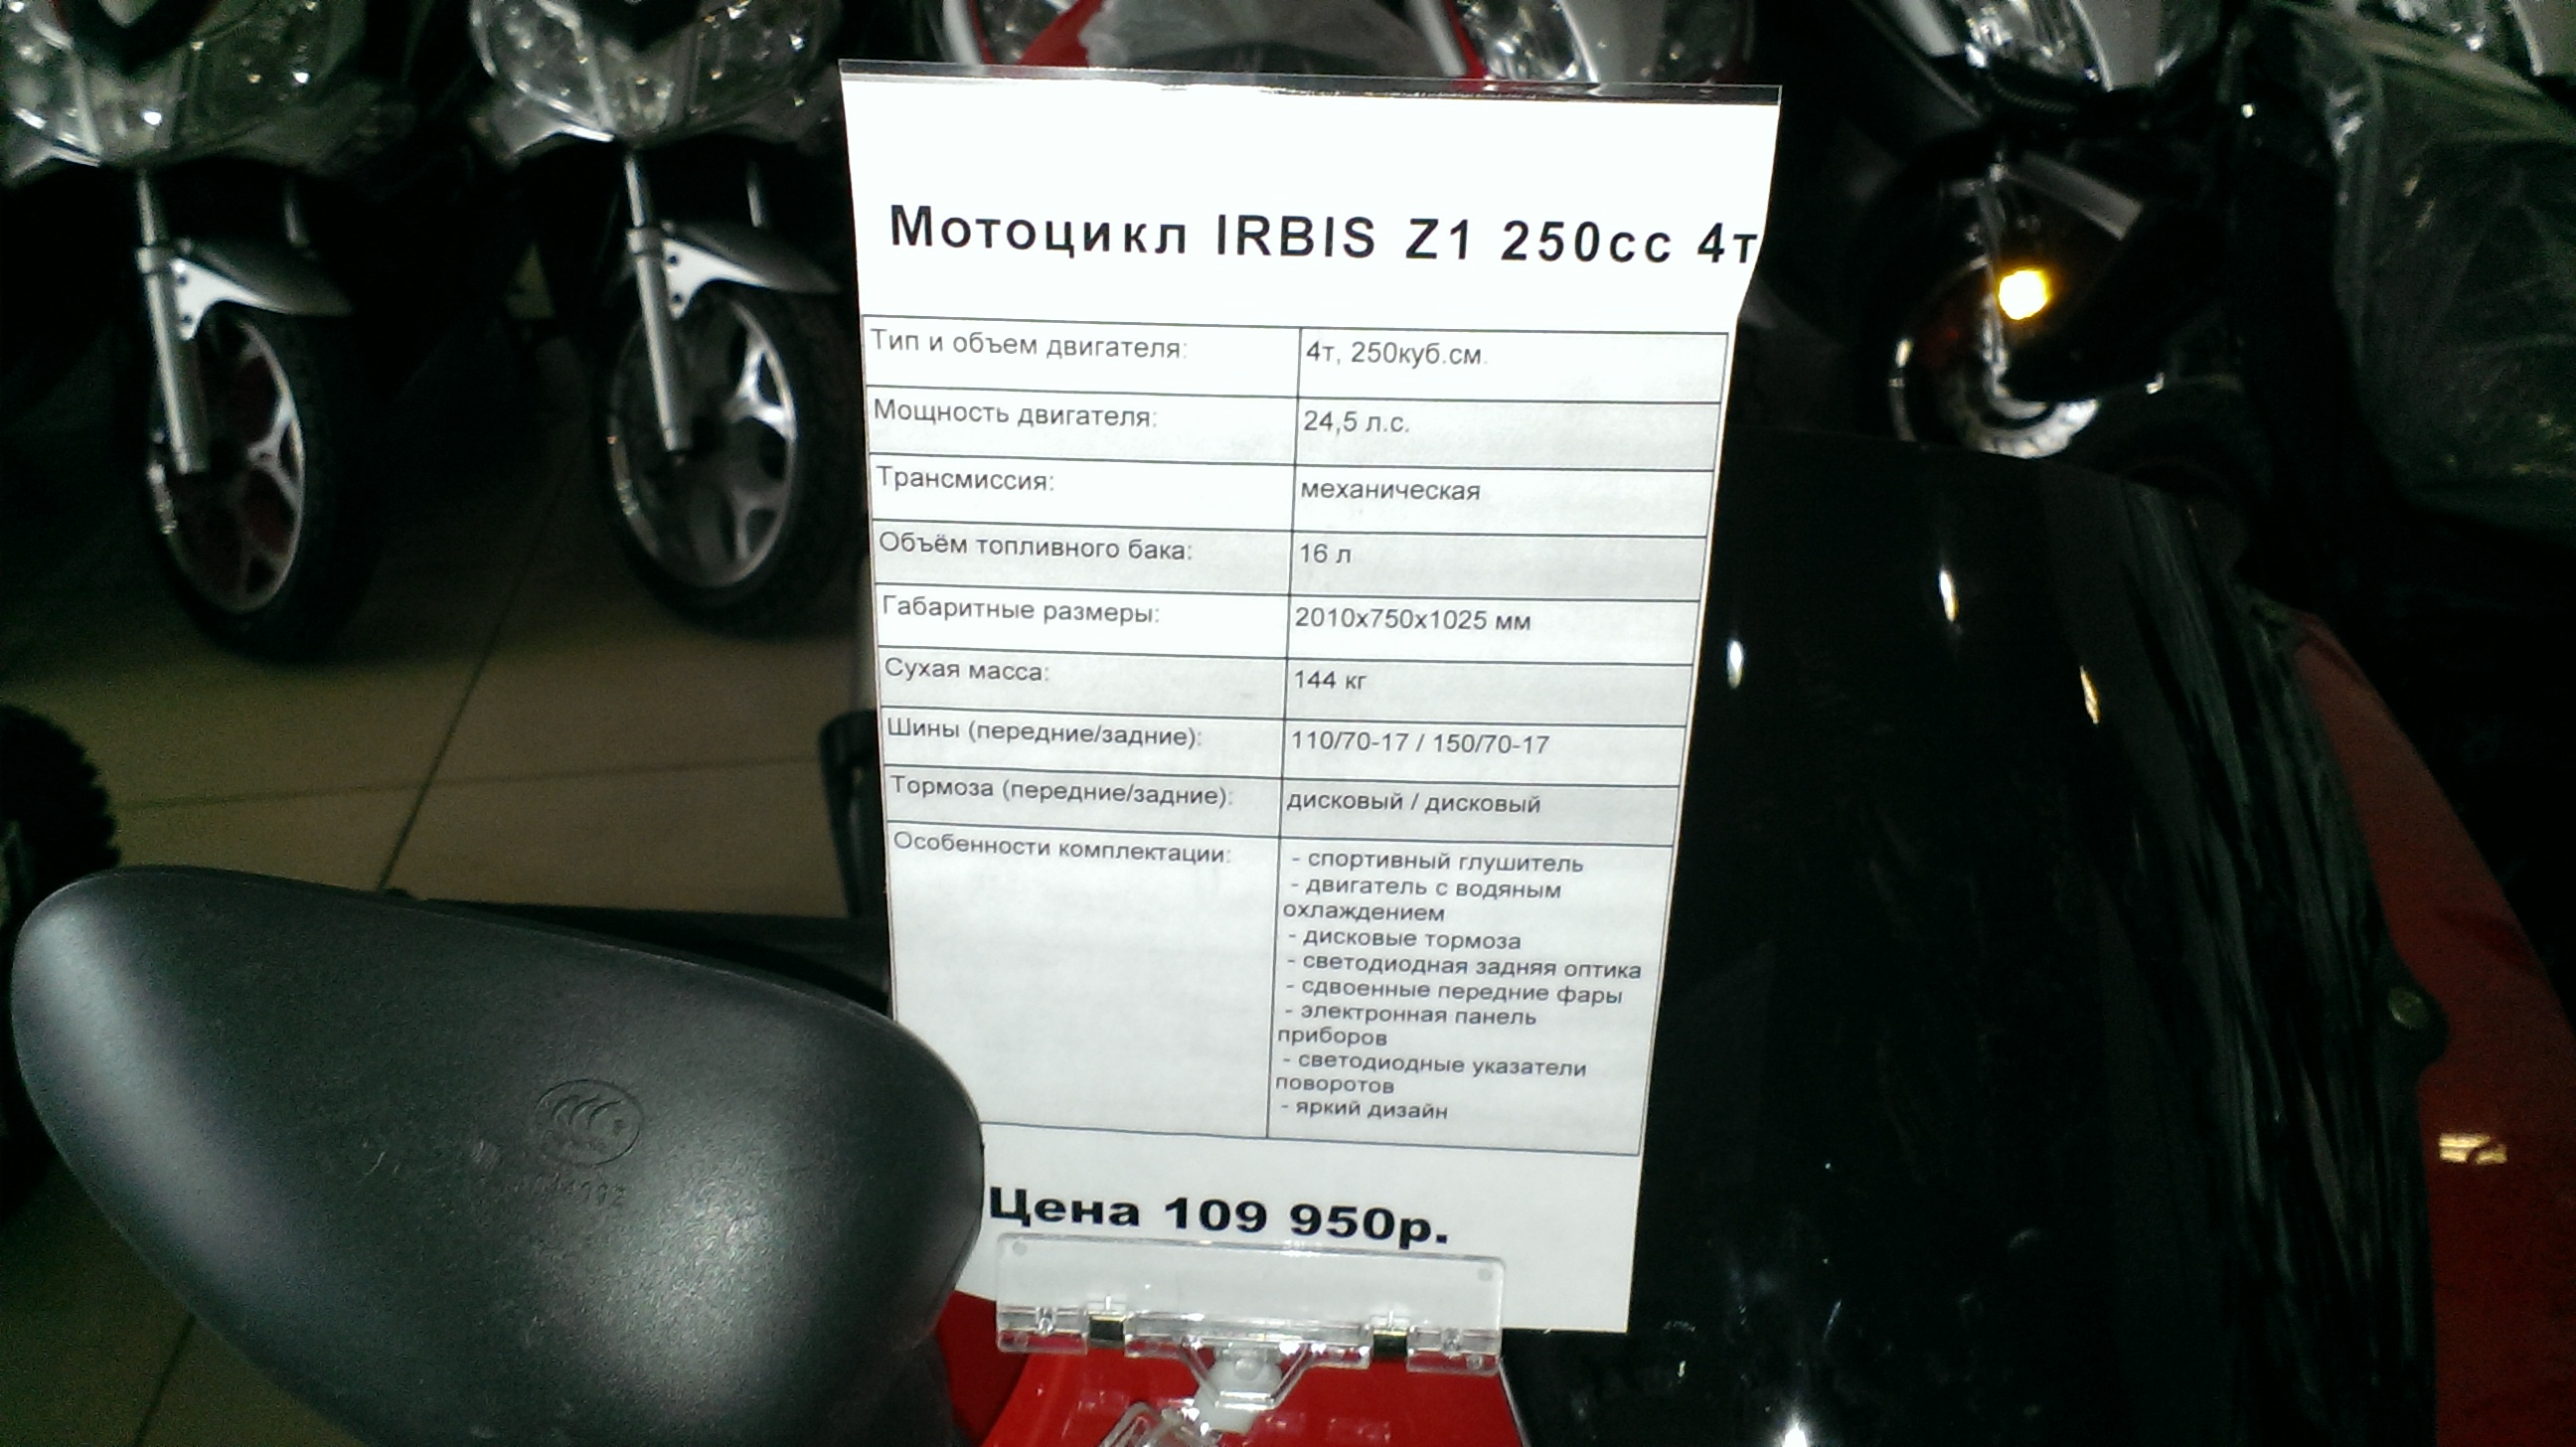 Мотоцикл IRBIS Z1 250сс 4т
Тип и объем двигателя: 4т, 250куб.см.
Мощность двигателя: 24,5 л.с.
Трансмиссия: механическая
Объём топливного бака: 16 л
Габаритные размеры: 2010х750х1025 мм
Сухая масса: 144 кг
Шины (передние/задние): 110/70-17 / 150/70-17
Тормоза (передние/задние): дисковый / дисковый
Особенности комплектации: - спортивный глушитель
- двигатель с водяным
охлаждением
- дисковые тормоза
- светодиодная задняя оптика
- сдвоенные передние фары
- электронная панель
приборов
- светодиодные указатели
поворотов
- яркий дизайн
Цена 109 950р.